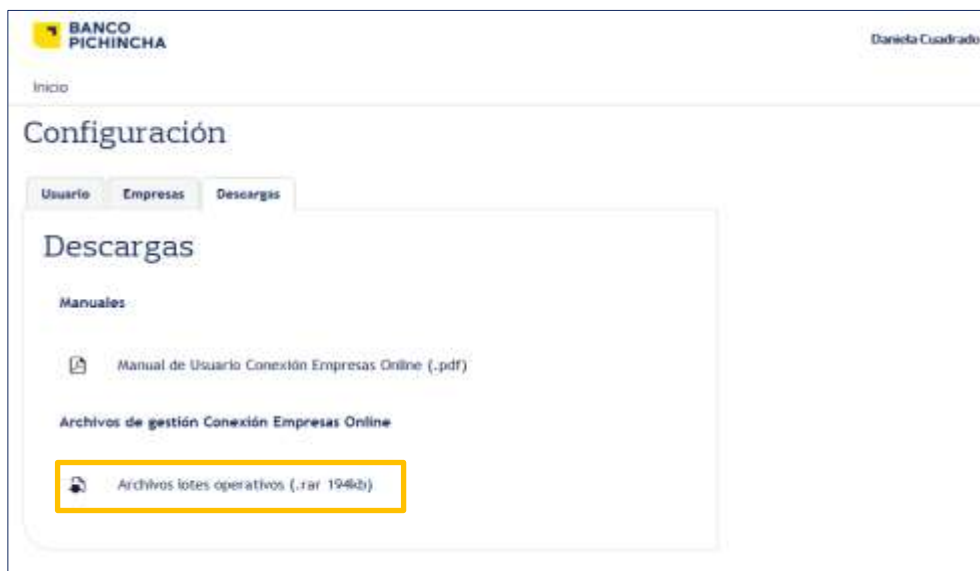 BANCO
PICHINCHA
Daniela Cuadrado
Inicio
Configuración
Usuario Empresas Descargas
Descargas
Manuales
Manual de Usuario Conexión Empresas Online (.pdf)
Archivos de gestión Conexión Empresas Online
Archivos lotes operativos (.rar 194kb)